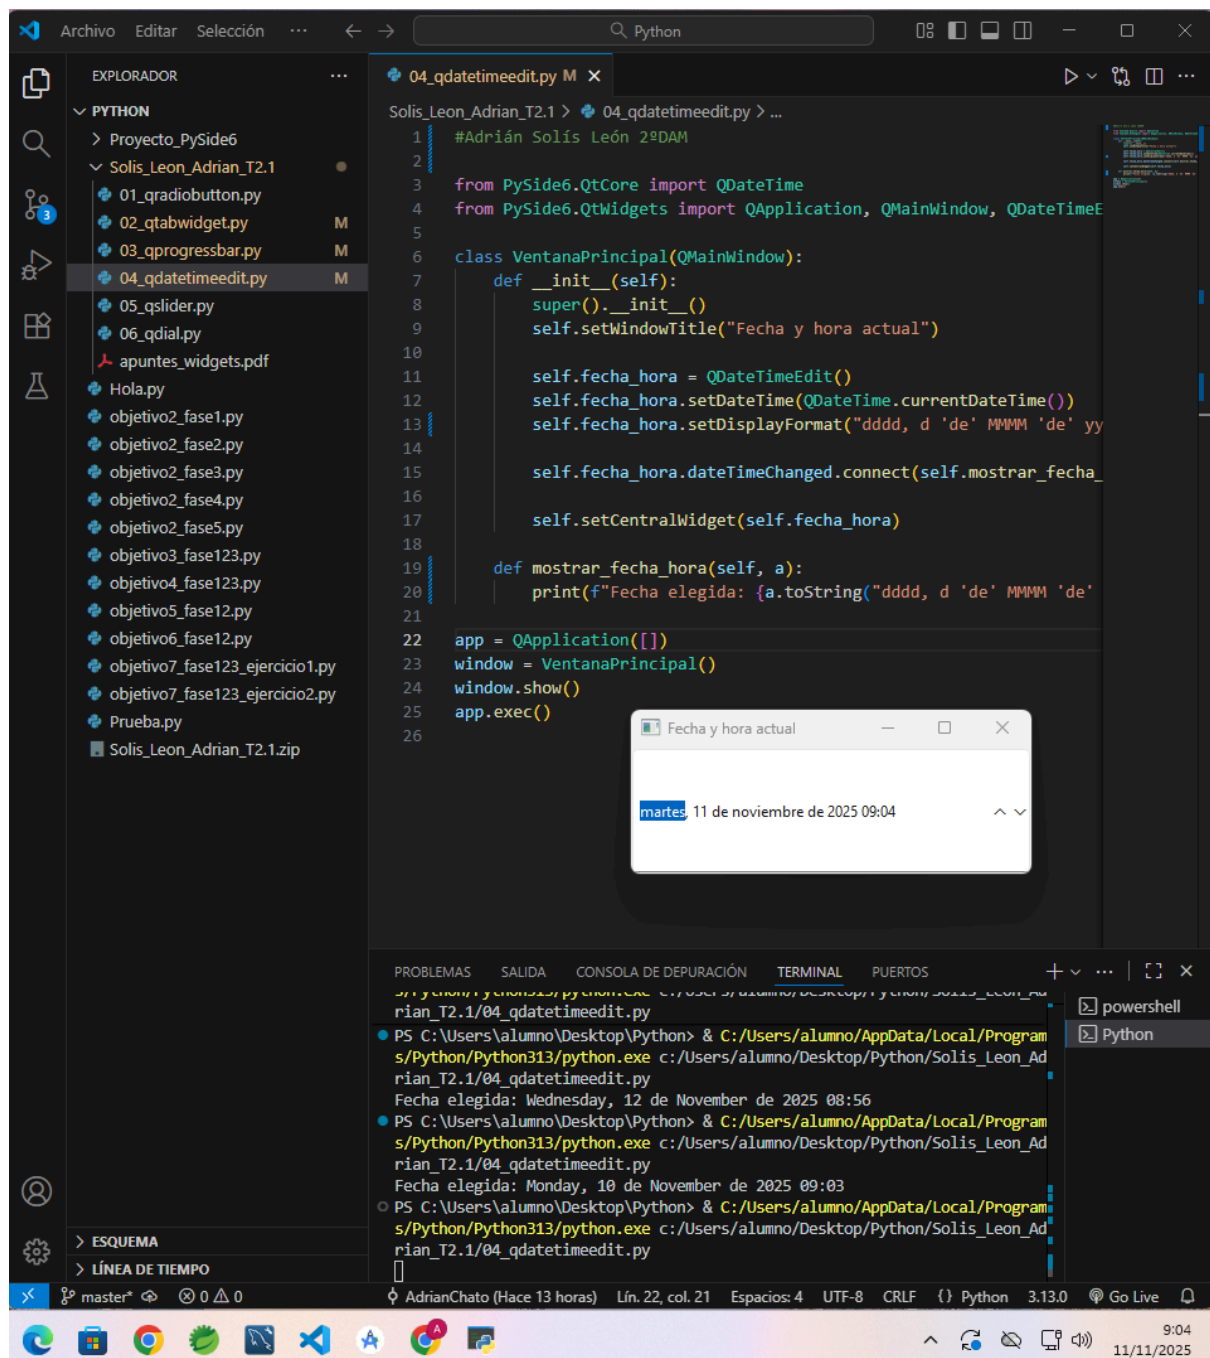 Archivo Editar Selección ··· Python
EXPLORADOR ···
PYTHON
Proyecto_PySide6
Solis_Leon_Adrian_T2.1
01_qradiobutton.py
02_qtabwidget.py M
03_qprogressbar.py M
04_qdatetimeedit.py M
05_qslider.py
06_qdial.py
apuntes_widgets.pdf
Hola.py
objetivo2_fase1.py
objetivo2_fase2.py
objetivo2_fase3.py
objetivo2_fase4.py
objetivo2_fase5.py
objetivo3_fase123.py
objetivo4_fase123.py
objetivo5_fase12.py
objetivo6_fase12.py
objetivo7_fase123_ejercicio1.py
objetivo7_fase123_ejercicio2.py
Prueba.py
Solis_Leon_Adrian_T2.1.zip
ESQUEMA
LÍNEA DE TIEMPO
3
04_qdatetimeedit.py M
Solis_Leon_Adrian_T2.1 > 04_qdatetimeedit.py > ...
1 #Adrián Solís León 2ºDAM
2
3 from PySide6.QtCore import QDateTime
4 from PySide6.QtWidgets import QApplication, QMainWindow, QDateTimeE
5
6 class VentanaPrincipal(QMainWindow):
7 def __init__(self):
8 super().__init__()
9 self.setWindowTitle("Fecha y hora actual")
10
11 self.fecha_hora = QDateTimeEdit()
12 self.fecha_hora.setDateTime(QDateTime.currentDateTime())
13 self.fecha_hora.setDisplayFormat("dddd, d 'de' MMMM 'de' yy
14
15 self.fecha_hora.dateTimeChanged.connect(self.mostrar_fecha_
16
17 self.setCentralWidget(self.fecha_hora)
18
19 def mostrar_fecha_hora(self, a):
20 print(f"Fecha elegida: {a.toString("dddd, d 'de' MMMM 'de'
21
22 app = QApplication([])
23 window = VentanaPrincipal()
24 window.show()
25 app.exec()
26
Fecha y hora actual
martes, 11 de noviembre de 2025 09:04
PROBLEMAS SALIDA CONSOLA DE DEPURACIÓN TERMINAL PUERTOS
powershell
Python
s/Python/Python313/python.exe c:/Users/alumno/Desktop/Python/Solis_Leon_Ad
rian_T2.1/04_qdatetimeedit.py
PS C:\Users\alumno\Desktop\Python> & C:/Users/alumno/AppData/Local/Program
s/Python/Python313/python.exe c:/Users/alumno/Desktop/Python/Solis_Leon_Ad
rian_T2.1/04_qdatetimeedit.py
Fecha elegida: Wednesday, 12 de November de 2025 08:56
PS C:\Users\alumno\Desktop\Python> & C:/Users/alumno/AppData/Local/Program
s/Python/Python313/python.exe c:/Users/alumno/Desktop/Python/Solis_Leon_Ad
rian_T2.1/04_qdatetimeedit.py
Fecha elegida: Monday, 10 de November de 2025 09:03
PS C:\Users\alumno\Desktop\Python> & C:/Users/alumno/AppData/Local/Program
s/Python/Python313/python.exe c:/Users/alumno/Desktop/Python/Solis_Leon_Ad
rian_T2.1/04_qdatetimeedit.py
master* 0 0 AdrianChato (Hace 13 horas) Lín. 22, col. 21 Espacios: 4 UTF-8 CRLF {} Python 3.13.0 Go Live
A
9:04
11/11/2025